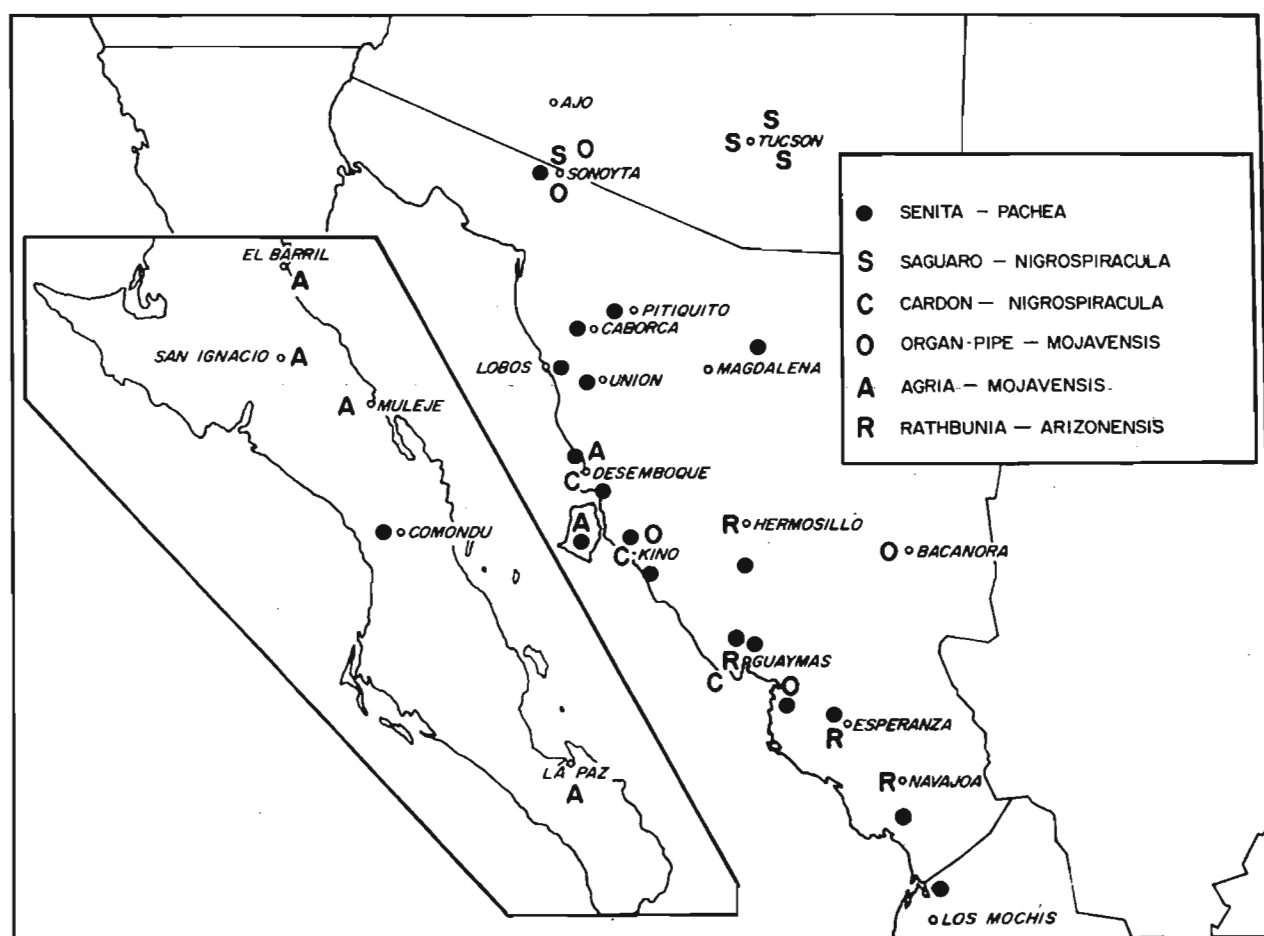 AJO
S
S TUCSON
S
S O
SONOYTA
O
SENITA – PACHEA
S SAGUARO – NIGROSPIRACULA
C CARDON – NIGROSPIRACULA
O ORGAN-PIPE – MOJAVENSIS
A AGRIA – MOJAVENSIS
R RATHBUNIA – ARIZONENSIS
EL BARRIL
A
SAN IGNACIO A
A MULEJE
COMONDU
LA PAZ
A
PITIQUITO
CABORCA
LOBOS
UNION
MAGDALENA
A
DESEMBOQUE
C
A
O
C KINO
R HERMOSILLO
O BACANORA
R GUAYMAS
C
O
ESPERANZA
R
R NAVAJOA
LOS MOCHIS